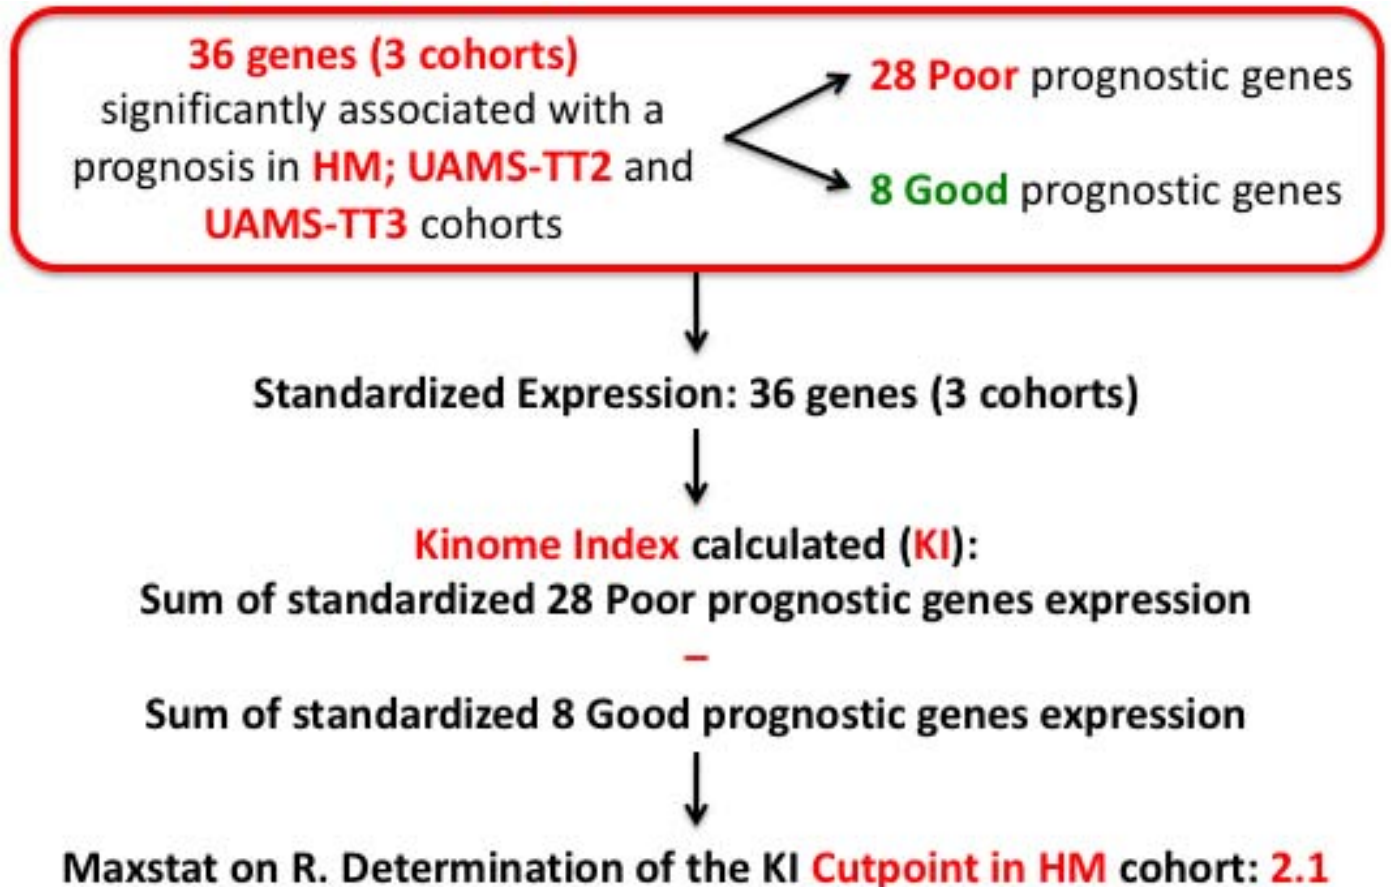 36 genes (3 cohorts)
significantly associated with a
prognosis in HM; UAMS-TT2 and
UAMS-TT3 cohorts
28 Poor prognostic genes
8 Good prognostic genes
Standardized Expression: 36 genes (3 cohorts)
Kinome Index calculated (KI):
Sum of standardized 28 Poor prognostic genes expression
–
Sum of standardized 8 Good prognostic genes expression
Maxstat on R. Determination of the KI Cutpoint in HM cohort: 2.1